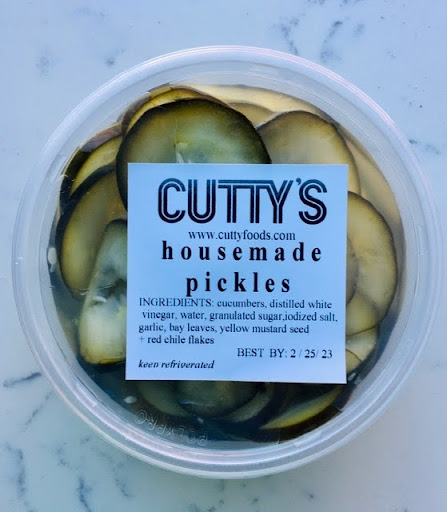 CUTTY'S
www.cuttyfoods.com
housemade
pickles
INGREDIENTS: cucumbers, distilled white
vinegar, water, granulated sugar,iodized salt,
garlic, bay leaves, yellow mustard seed
+ red chile flakes
BEST BY: 2 / 25/ 23
keep refriverated